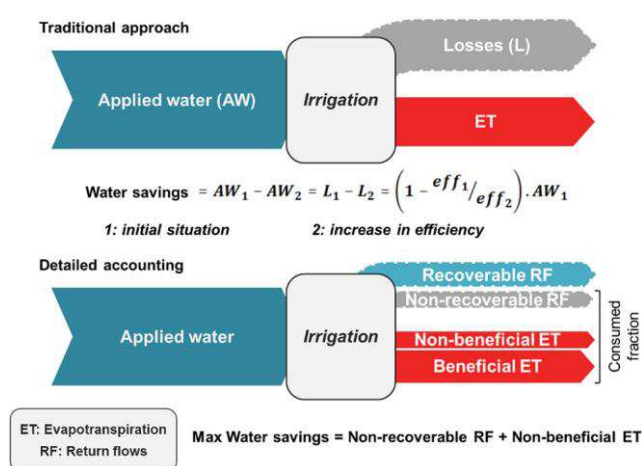 Traditional approach
Losses (L)
Applied water (AW)
Irrigation
ET
Water savings = AW₁ − AW₂ = L₁ − L₂ = (1 − eff₁/eff₂). AW₁
1: initial situation 2: increase in efficiency
Detailed accounting
Recoverable RF
Non-recoverable RF
Applied water
Irrigation
Non-beneficial ET
Beneficial ET
Consumed
fraction
ET: Evapotranspiration
RF: Return flows
Max Water savings = Non-recoverable RF + Non-beneficial ET